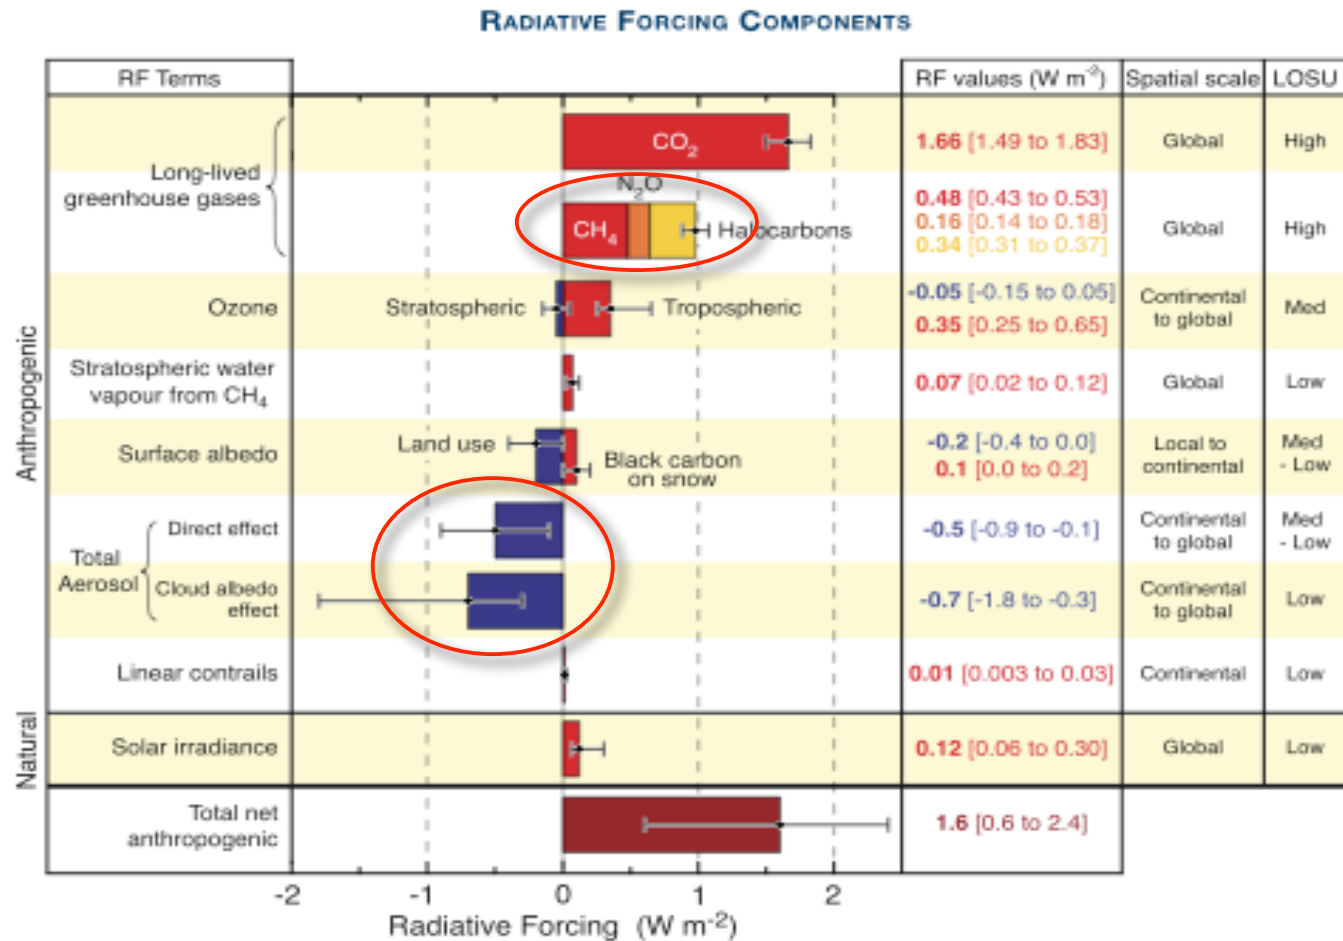 RADIATIVE FORCING COMPONENTS
RF Terms
RF values (W m⁻²)
Spatial scale
LOSU
Anthropogenic
Long-lived
greenhouse gases
CO₂
1.66 [1.49 to 1.83]
Global
High
N₂O
CH₄
Halocarbons
0.48 [0.43 to 0.53]
0.16 [0.14 to 0.18]
0.34 [0.31 to 0.37]
Global
High
Ozone
Stratospheric
Tropospheric
-0.05 [-0.15 to 0.05]
0.35 [0.25 to 0.65]
Continental
to global
Med
Stratospheric water
vapour from CH₄
0.07 [0.02 to 0.12]
Global
Low
Surface albedo
Land use
Black carbon
on snow
-0.2 [-0.4 to 0.0]
0.1 [0.0 to 0.2]
Local to
continental
Med
- Low
Total
Aerosol
Direct effect
-0.5 [-0.9 to -0.1]
Continental
to global
Med
- Low
Cloud albedo
effect
-0.7 [-1.8 to -0.3]
Continental
to global
Low
Linear contrails
0.01 [0.003 to 0.03]
Continental
Low
Natural
Solar irradiance
0.12 [0.06 to 0.30]
Global
Low
Total net
anthropogenic
1.6 [0.6 to 2.4]
-2 -1 0 1 2
Radiative Forcing (W m⁻²)